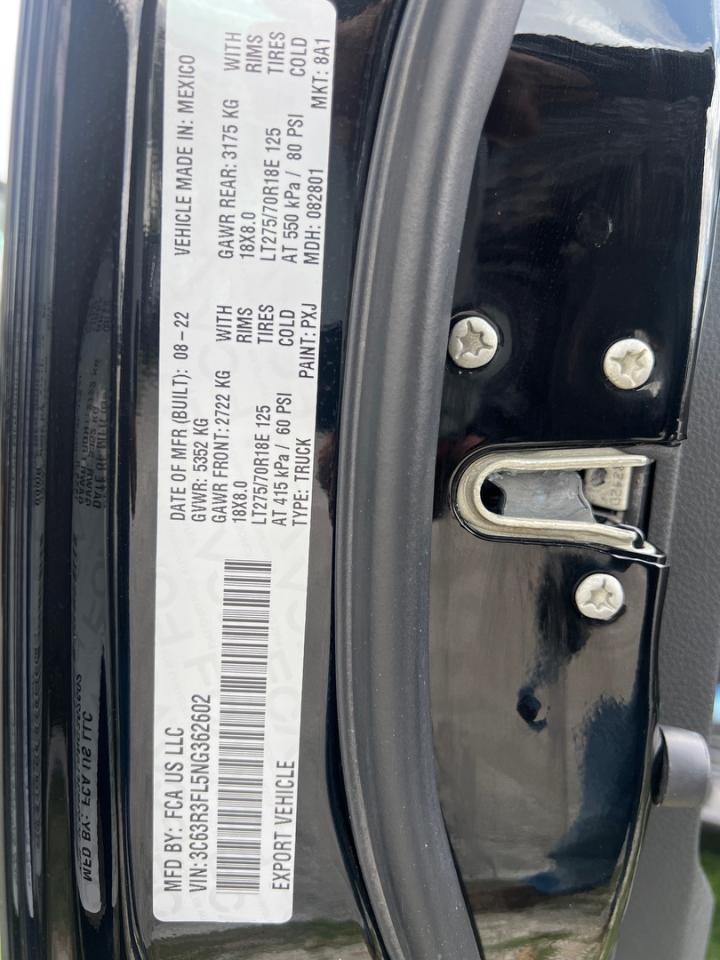 MFD BY: FCA US LLC
DATE OF MFR (BUILT): 08-22
VEHICLE MADE IN: MEXICO
VIN:3C63R3FL5NG362602
GVWR: 5352 KG
GAWR FRONT: 2722 KG WITH
18X8.0 RIMS
LT275/70R18E 125 TIRES
AT 415 kPa / 60 PSI COLD
GAWR REAR: 3175 KG WITH
18X8.0 RIMS
LT275/70R18E 125 TIRES
AT 550 kPa / 80 PSI COLD
EXPORT VEHICLE
TYPE: TRUCK
PAINT: PXJ
MDH: 082801
MKT: 8A1